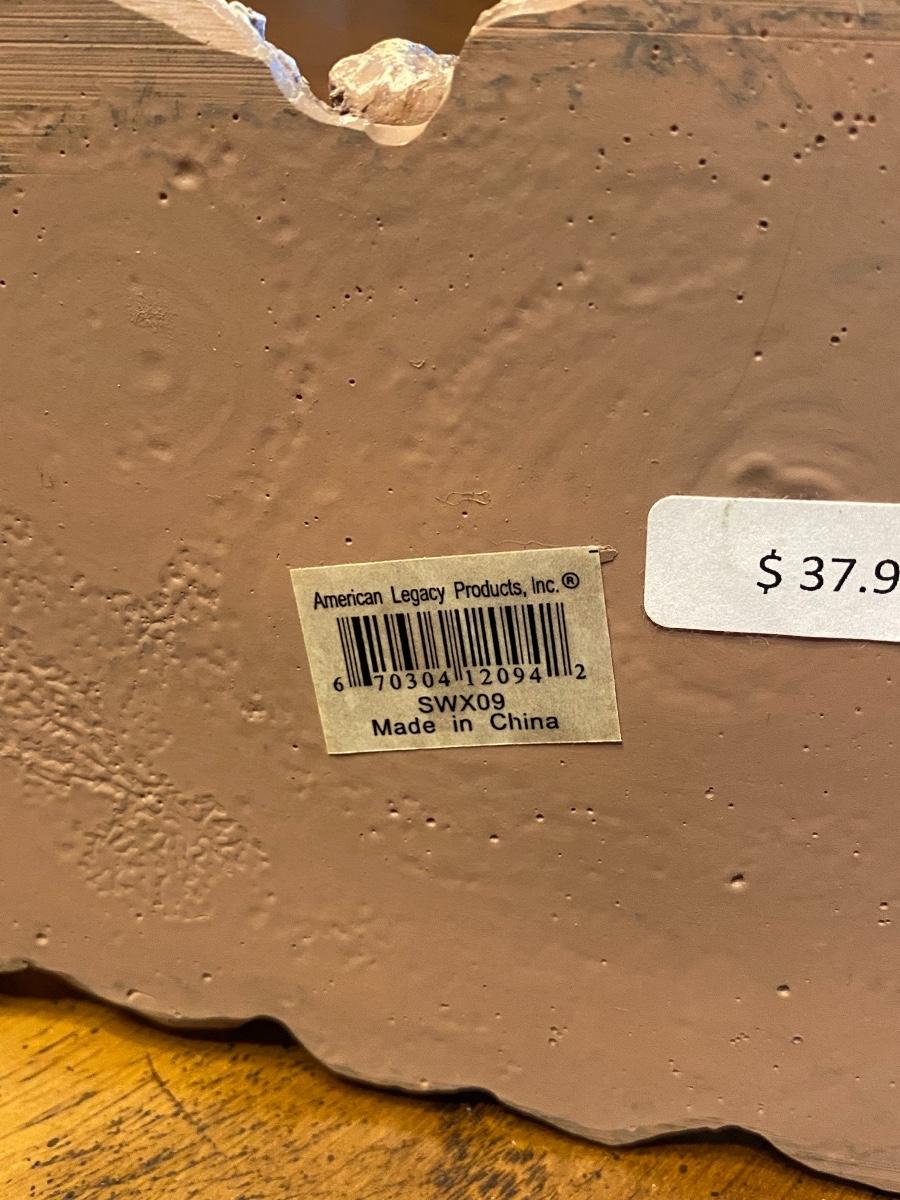 American Legacy Products, Inc.®
6 70304 12094 2
SWX09
Made in China
$ 37.9